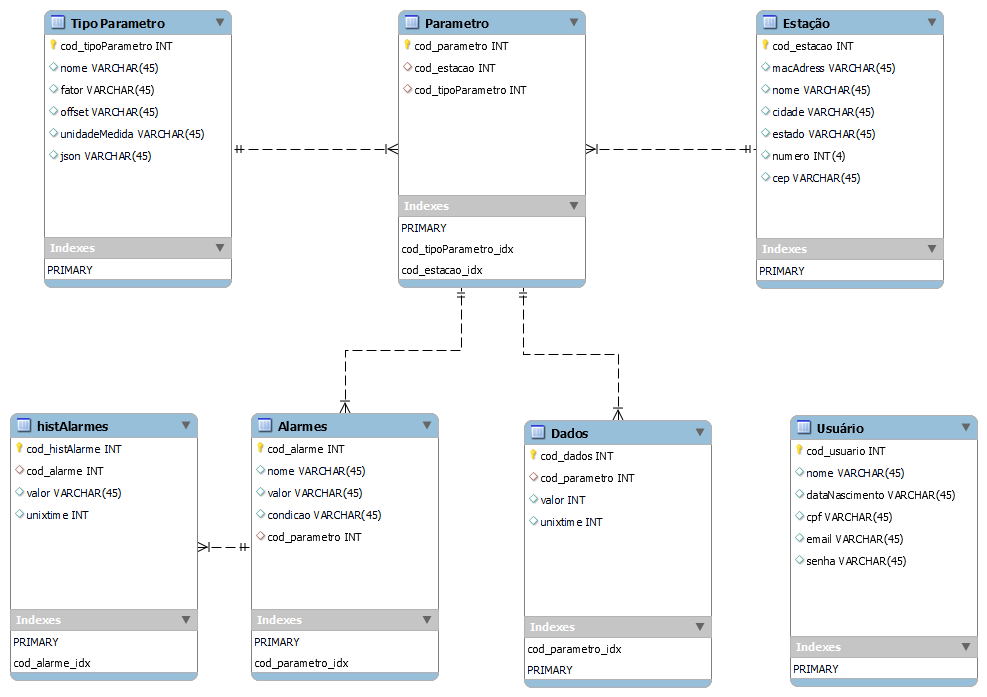 Tipo Parametro
cod_tipoParametro INT
nome VARCHAR(45)
fator VARCHAR(45)
offset VARCHAR(45)
unidadeMedida VARCHAR(45)
json VARCHAR(45)
Indexes
PRIMARY
Parametro
cod_parametro INT
cod_estacao INT
cod_tipoParametro INT
Indexes
PRIMARY
cod_tipoParametro_idx
cod_estacao_idx
Estação
cod_estacao INT
macAdress VARCHAR(45)
nome VARCHAR(45)
cidade VARCHAR(45)
estado VARCHAR(45)
numero INT(4)
cep VARCHAR(45)
Indexes
PRIMARY
histAlarmes
cod_histAlarme INT
cod_alarme INT
valor VARCHAR(45)
unixtime INT
Indexes
PRIMARY
cod_alarme_idx
Alarmes
cod_alarme INT
nome VARCHAR(45)
valor VARCHAR(45)
condicao VARCHAR(45)
cod_parametro INT
Indexes
PRIMARY
cod_parametro_idx
Dados
cod_dados INT
cod_parametro INT
valor INT
unixtime INT
Indexes
cod_parametro_idx
PRIMARY
Usuário
cod_usuario INT
nome VARCHAR(45)
dataNascimento VARCHAR(45)
cpf VARCHAR(45)
email VARCHAR(45)
senha VARCHAR(45)
Indexes
PRIMARY